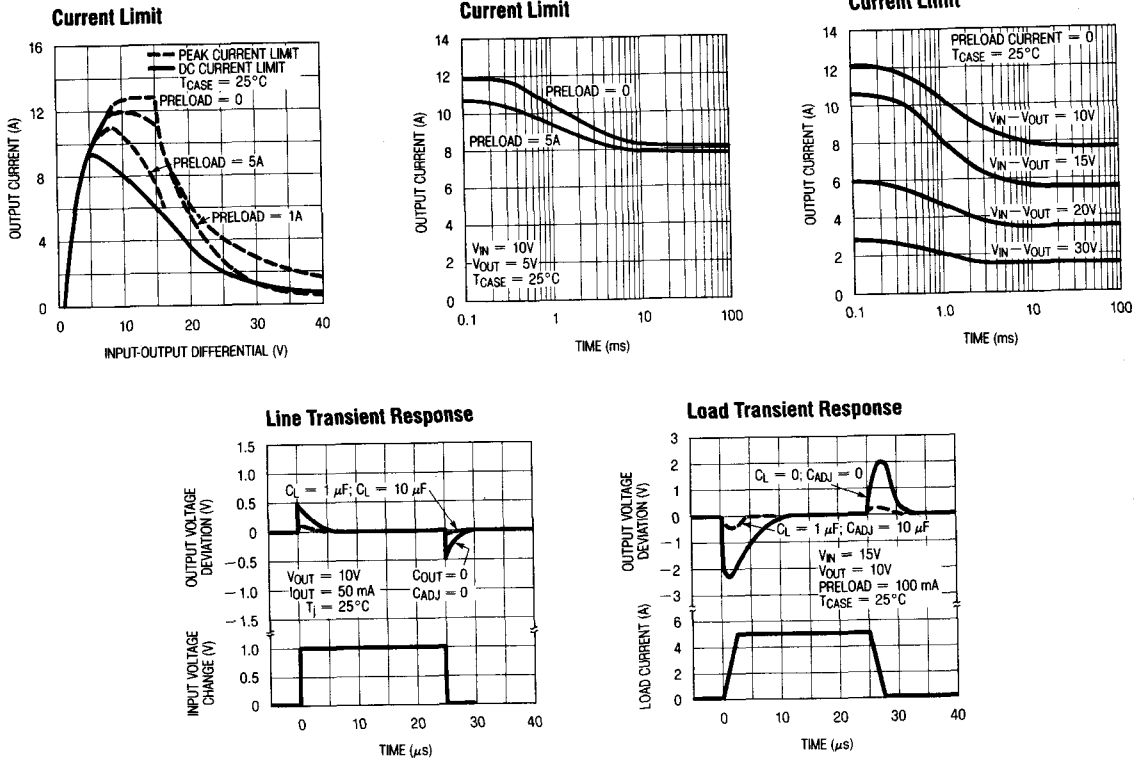 Current Limit
16
14
12
10
8
6
4
2
0
OUTPUT CURRENT (A)
PEAK CURRENT LIMIT
DC CURRENT LIMIT
TCASE = 25°C
PRELOAD = 0
PRELOAD = 5A
PRELOAD = 1A
0 10 20 30 40
INPUT-OUTPUT DIFFERENTIAL (V)
Current Limit
14
12
10
8
6
4
2
0
OUTPUT CURRENT (A)
PRELOAD = 0
PRELOAD = 5A
VIN = 10V
VOUT = 5V
TCASE = 25°C
0.1 1 10 100
TIME (ms)
Current Limit
14
12
10
8
6
4
2
0
OUTPUT CURRENT (A)
PRELOAD CURRENT = 0
TCASE = 25°C
VIN−VOUT = 10V
VIN−VOUT = 15V
VIN−VOUT = 20V
VIN−VOUT = 30V
0.1 1.0 10 100
TIME (ms)
Line Transient Response
1.5
1.0
0.5
0
−0.5
−1.0
−1.5
OUTPUT VOLTAGE
DEVIATION (V)
CL = 1 µF; CL = 10 µF
VOUT = 10V
IOUT = 50 mA
Tj = 25°C
COUT = 0
CADJ = 0
1.0
0.5
0
INPUT VOLTAGE
CHANGE (V)
0 10 20 30 40
TIME (µs)
Load Transient Response
3
2
1
0
−1
−2
−3
OUTPUT VOLTAGE
DEVIATION (V)
CL = 0; CADJ = 0
CL = 1 µF; CADJ = 10 µF
VIN = 15V
VOUT = 10V
PRELOAD = 100 mA
TCASE = 25°C
6
4
2
0
LOAD CURRENT (A)
0 10 20 30 40
TIME (µs)